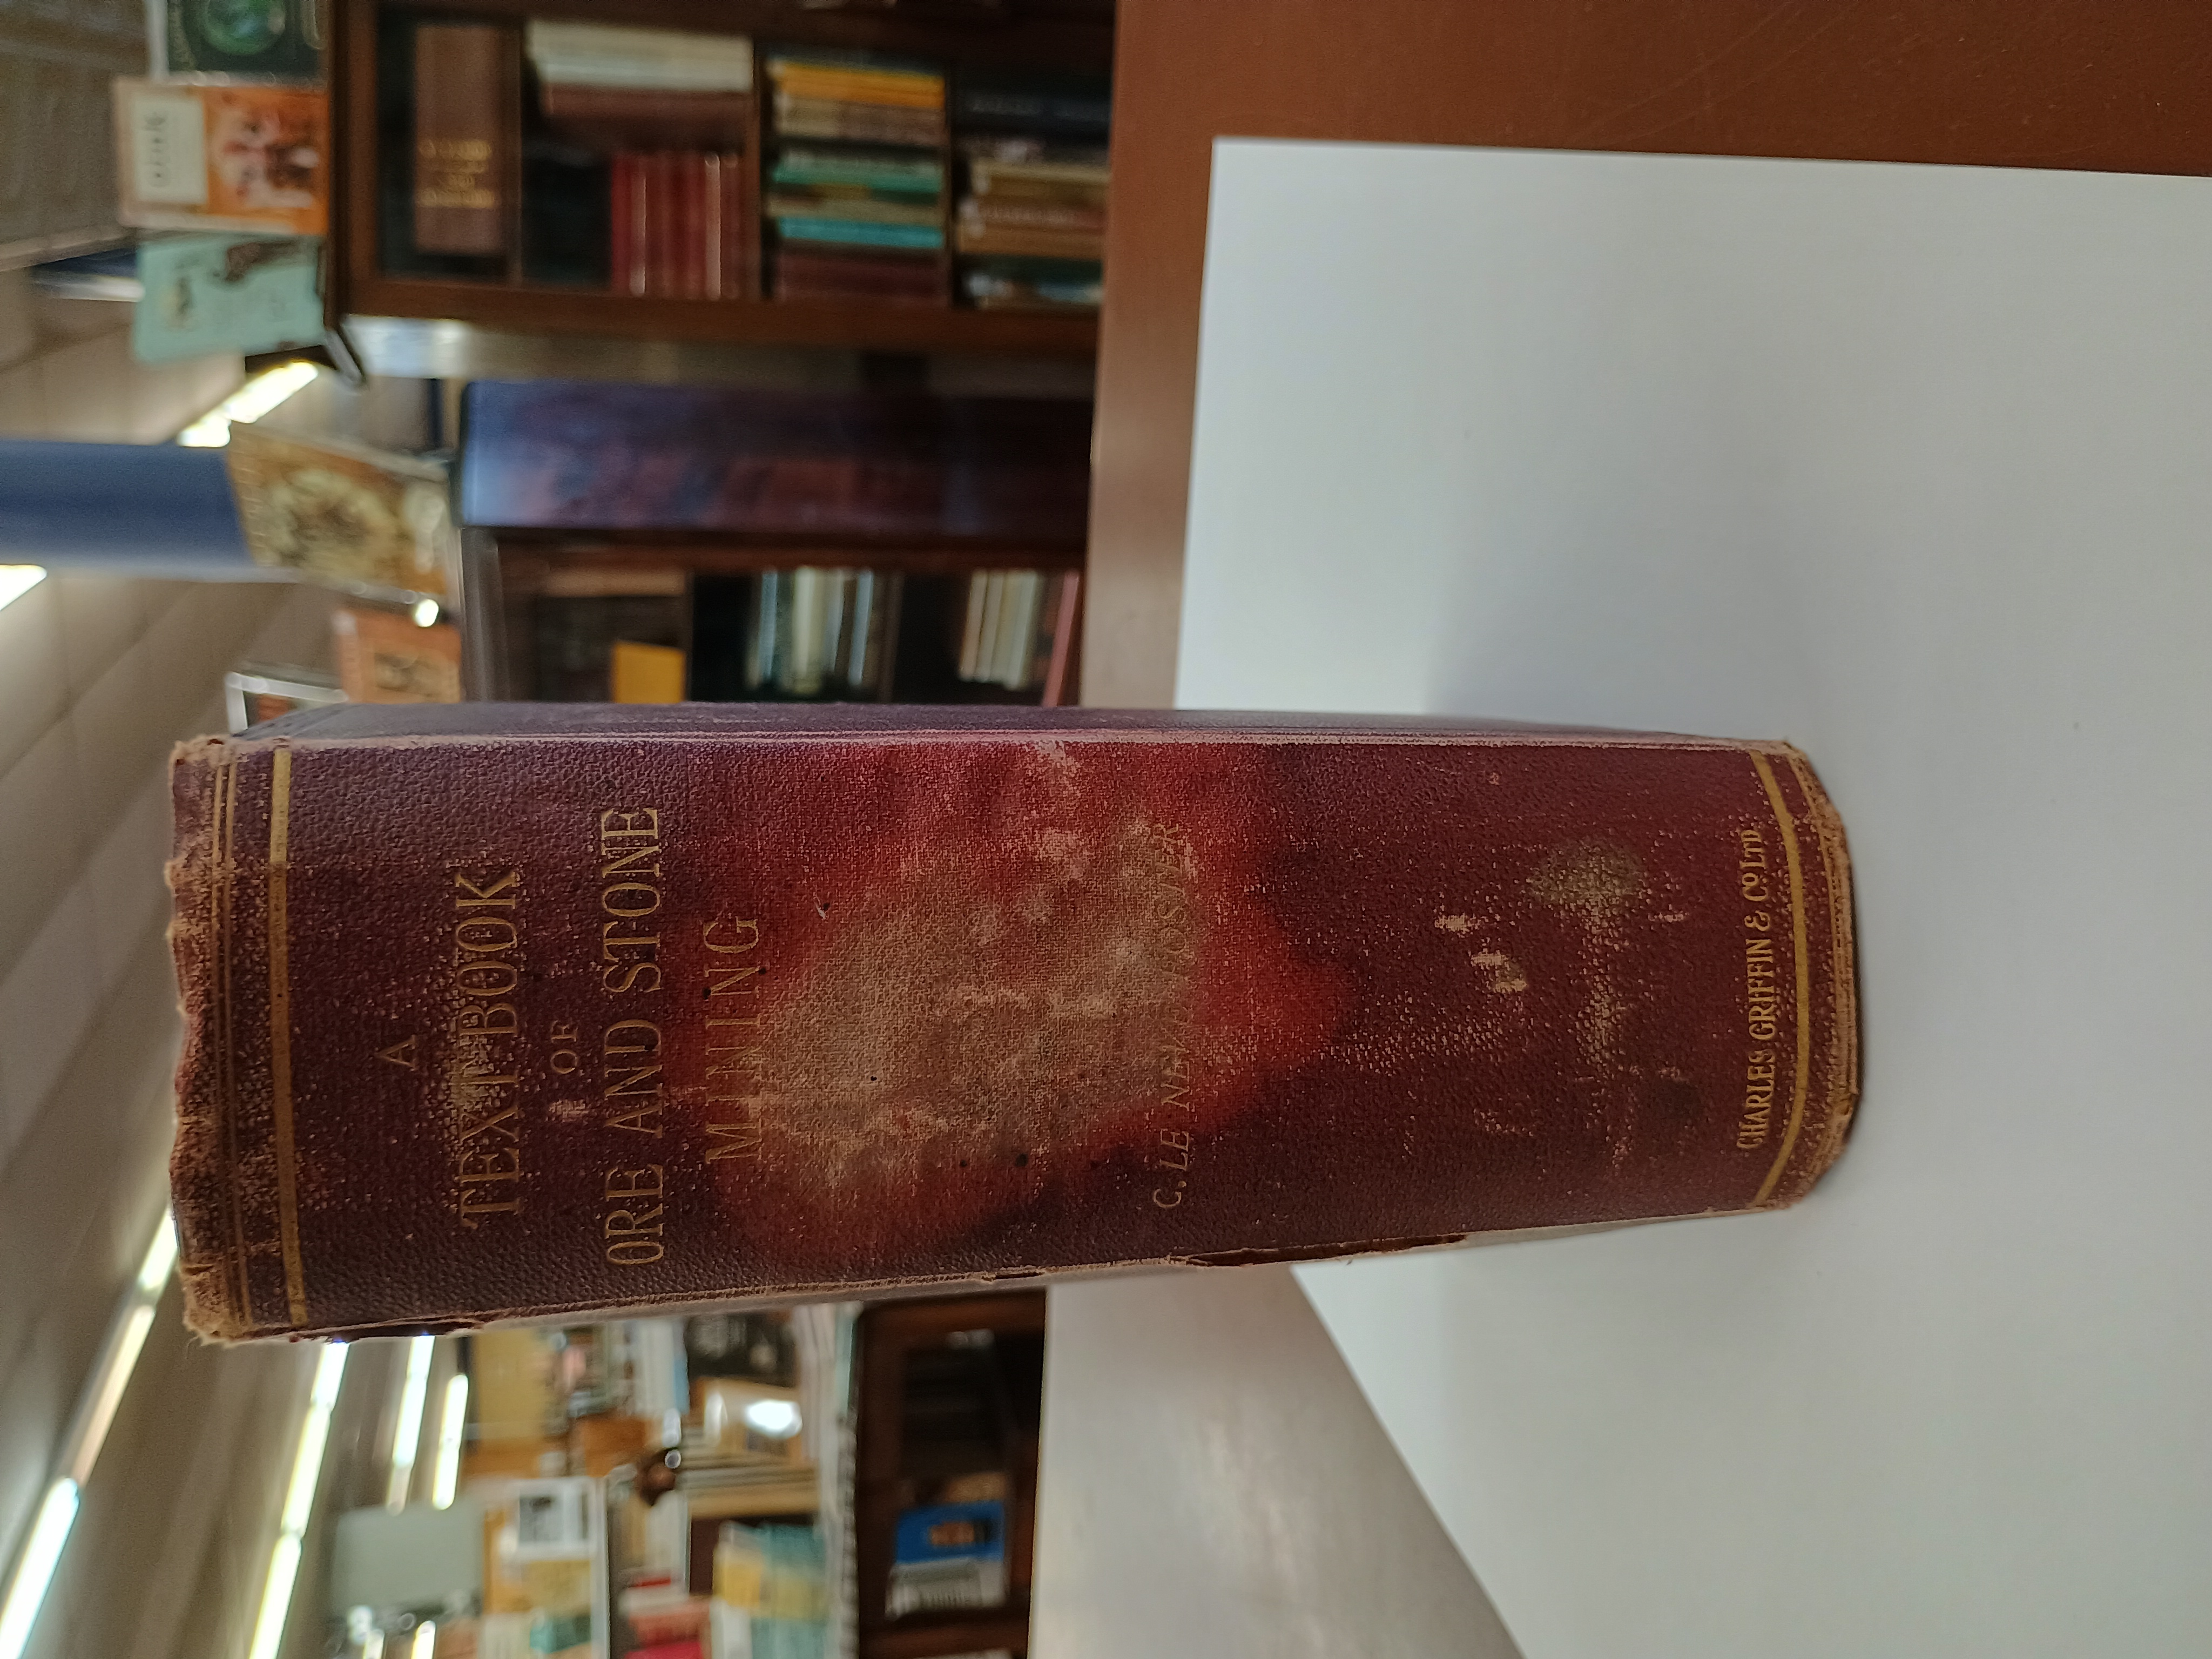 A
TEXT-BOOK
OF
ORE AND STONE
MINING
C. LE NEVE FOSTER
CHARLES GRIFFIN & Cº LTD